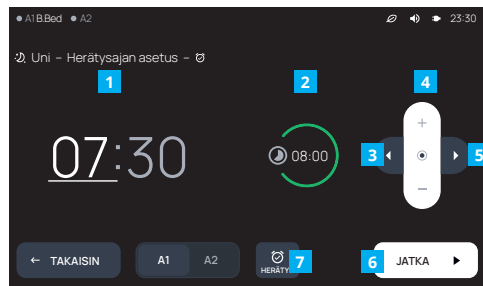 A1 B.Bed A2 23:30
Uni – Herätysajan asetus –
1 2 4
07:30 08:00 3 5
+
–
← TAKAISIN A1 A2 HERÄTY 7 6 JATKA